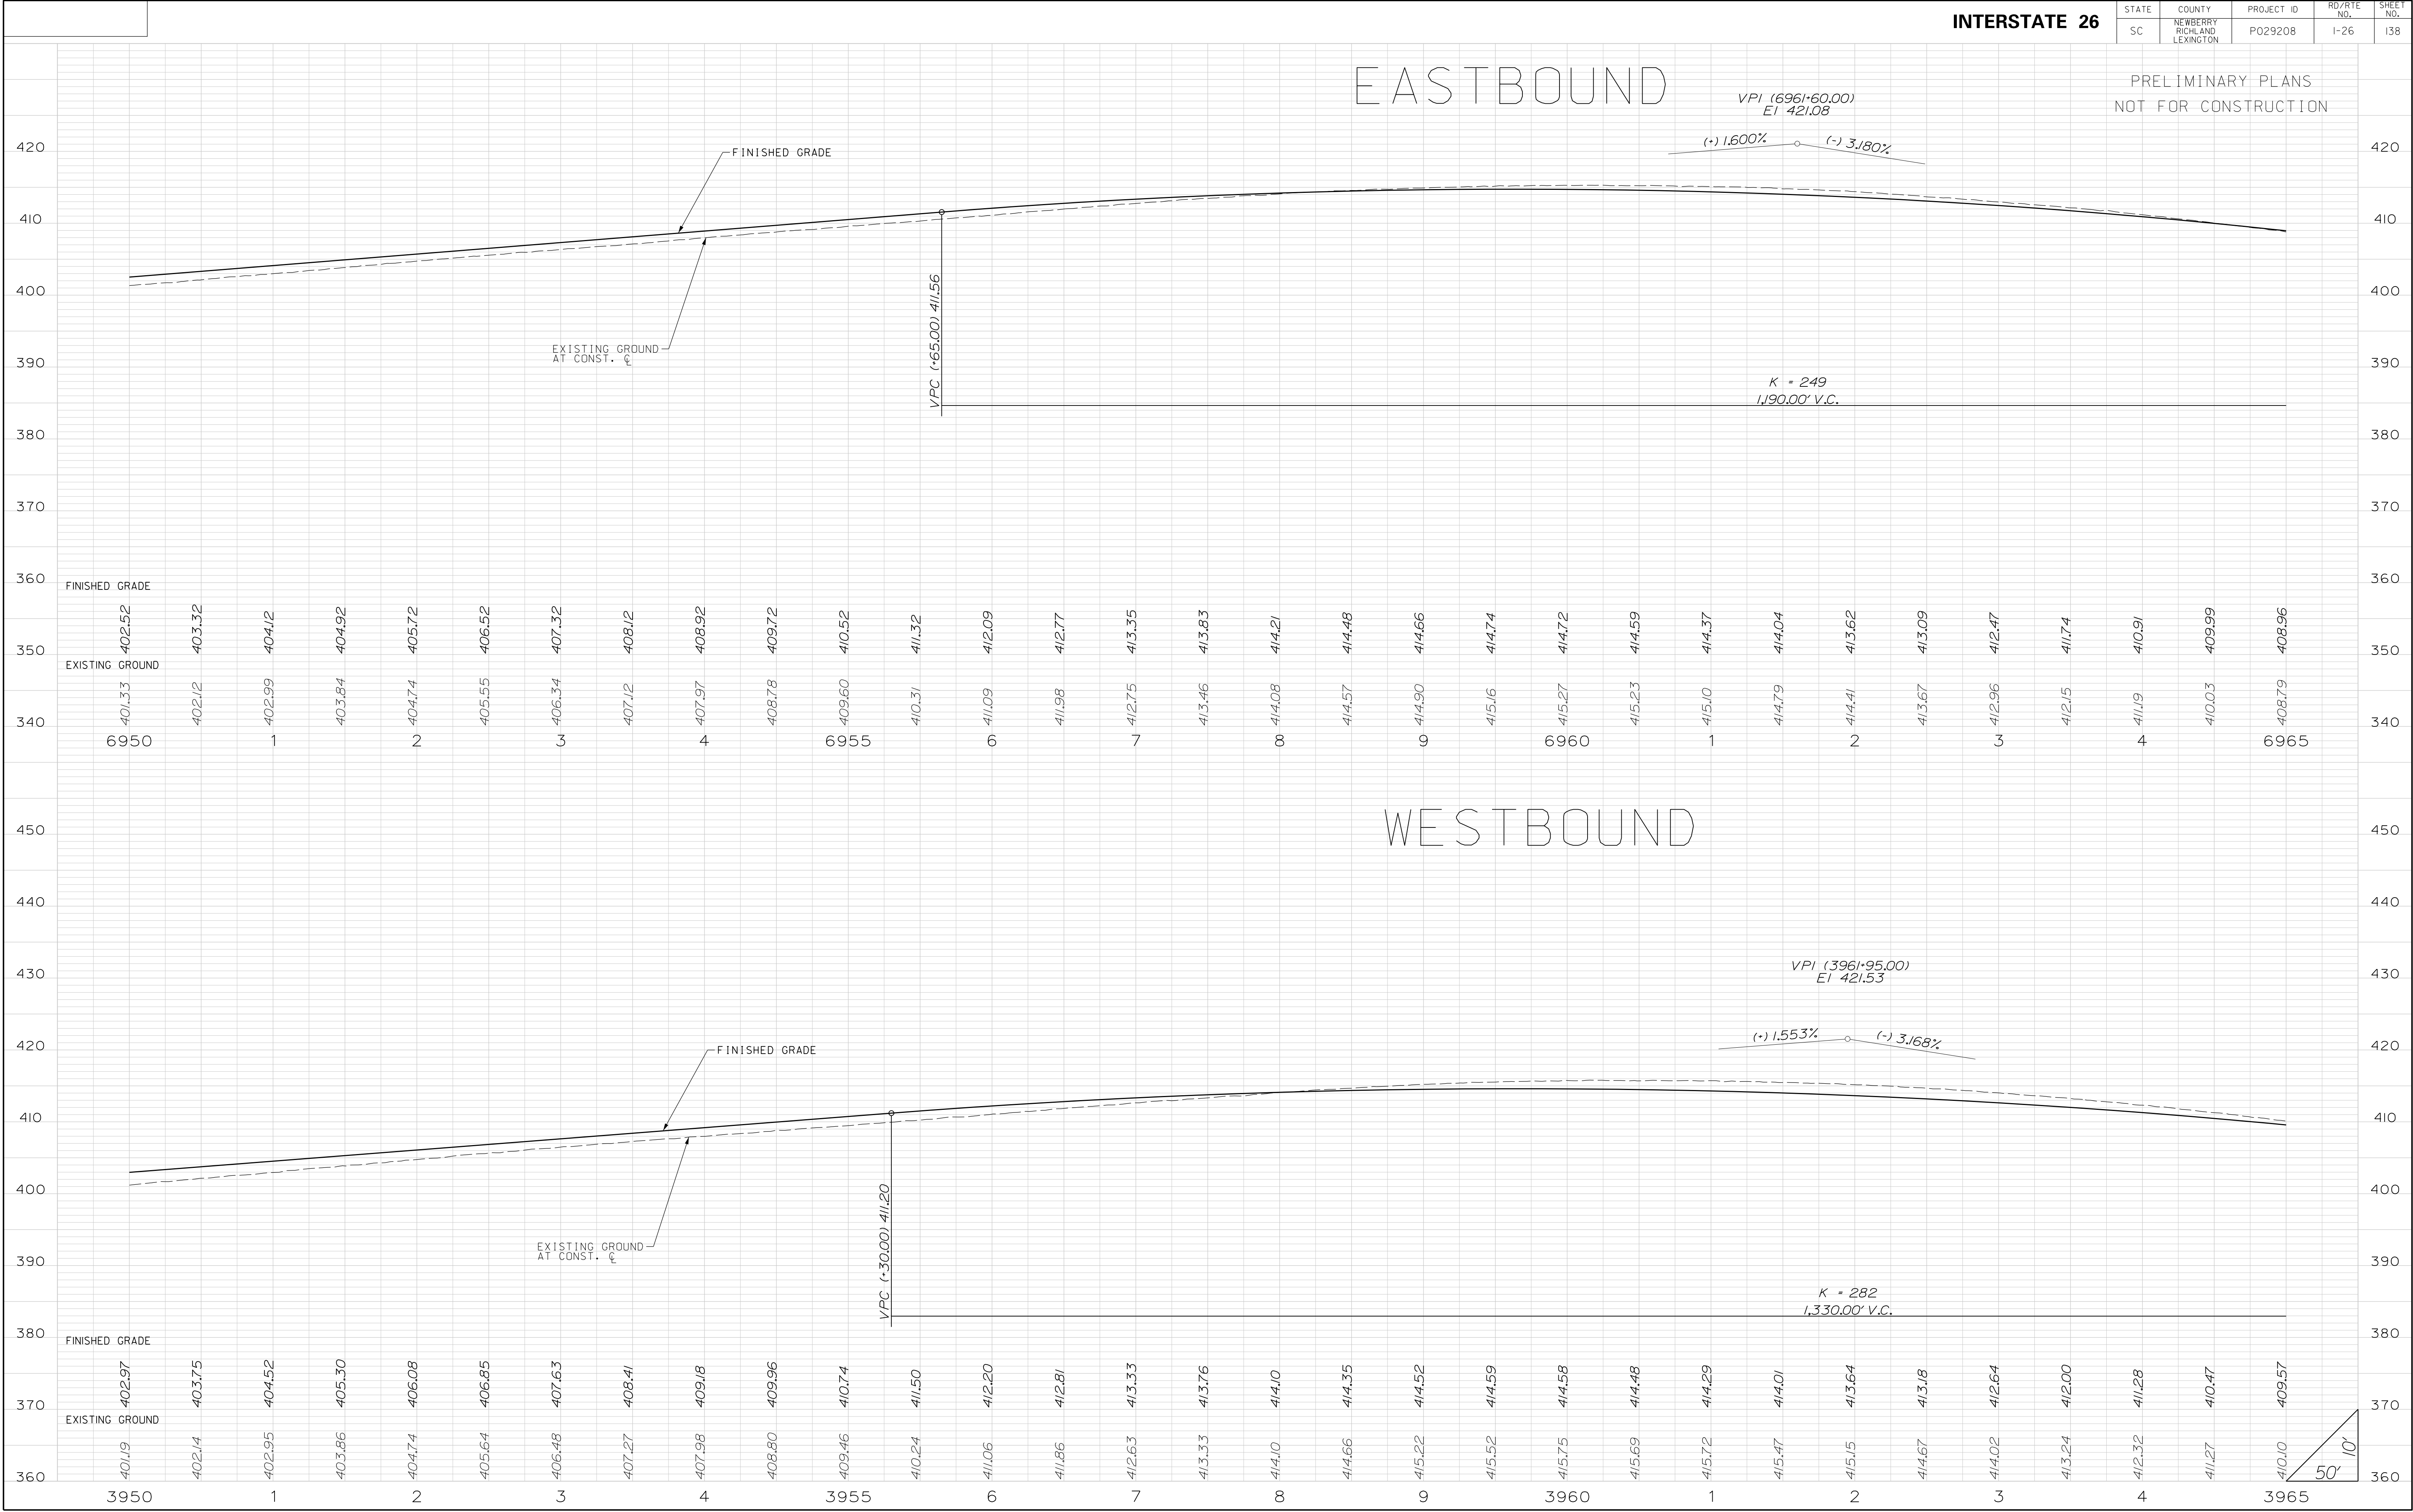 INTERSTATE 26
STATE COUNTY PROJECT ID RD/RTE NO. SHEET NO.
SC NEWBERRY RICHLAND LEXINGTON P029208 I-26 138
EASTBOUND
PRELIMINARY PLANS
NOT FOR CONSTRUCTION
VPI (6961+60.00)
El 421.08
(+) 1.600% (-) 3.180%
420 420
FINISHED GRADE
410 410
400 400
EXISTING GROUND
AT CONST. ℄
VPC (+65.00) 411.56
390 390
K = 249
1,190.00' V.C.
380 380
370 370
360 360
FINISHED GRADE
402.52 403.32 404.12 404.92 405.72 406.52 407.32 408.12 408.92 409.72 410.52 411.32 412.09 412.77 413.35 413.83 414.21 414.48 414.66 414.74 414.72 414.59 414.37 414.04 413.62 413.09 412.47 411.74 410.91 409.99 408.96
350 350
EXISTING GROUND
401.33 402.12 402.99 403.84 404.74 405.55 406.34 407.12 407.97 408.78 409.60 410.31 411.09 411.98 412.75 413.46 414.08 414.57 414.90 415.16 415.27 415.23 415.10 414.79 414.41 413.67 412.96 412.15 411.19 410.03 408.79
340 340
6950 1 2 3 4 6955 6 7 8 9 6960 1 2 3 4 6965
WESTBOUND
450 450
440 440
430 430
VPI (3961+95.00)
El 421.53
(+) 1.553% (-) 3.168%
420 420
FINISHED GRADE
410 410
400 400
EXISTING GROUND
AT CONST. ℄
VPC (+30.00) 411.20
390 390
K = 282
1,330.00' V.C.
380 380
FINISHED GRADE
402.97 403.75 404.52 405.30 406.08 406.85 407.63 408.41 409.18 409.96 410.74 411.50 412.20 412.81 413.33 413.76 414.10 414.35 414.52 414.59 414.58 414.48 414.29 414.01 413.64 413.18 412.64 412.00 411.28 410.47 409.57
370 370
EXISTING GROUND
401.19 402.14 402.95 403.86 404.74 405.64 406.48 407.27 407.98 408.80 409.46 410.24 411.06 411.86 412.63 413.33 414.10 414.66 415.22 415.52 415.75 415.69 415.72 415.47 415.15 414.67 414.02 413.24 412.32 411.27 410.10
10'
50'
360 360
3950 1 2 3 4 3955 6 7 8 9 3960 1 2 3 4 3965